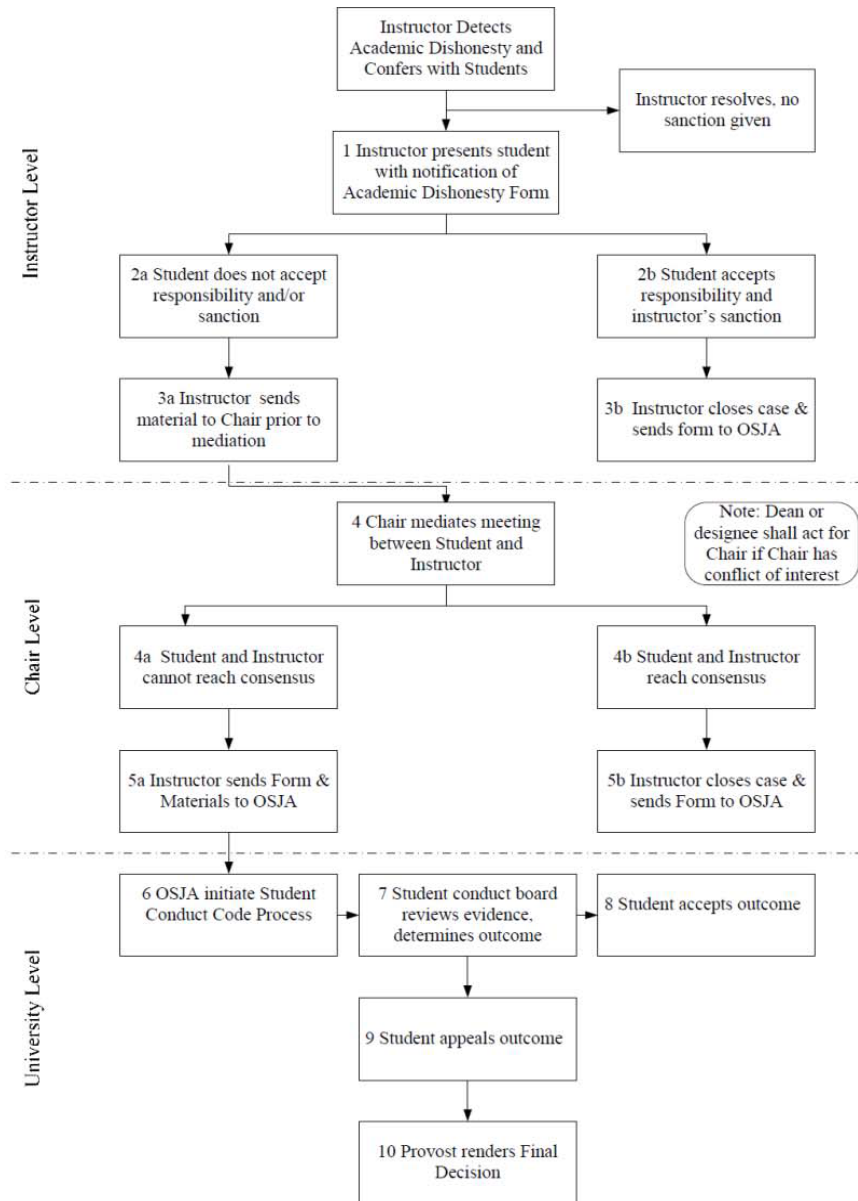 Instructor Detects
Academic Dishonesty and
Confers with Students
Instructor resolves, no
sanction given
1 Instructor presents student
with notification of
Academic Dishonesty Form
Instructor Level
2a Student does not accept
responsibility and/or
sanction
2b Student accepts
responsibility and
instructor’s sanction
3a Instructor sends
material to Chair prior to
mediation
3b Instructor closes case &
sends form to OSJA
4 Chair mediates meeting
between Student and
Instructor
Note: Dean or
designee shall act for
Chair if Chair has
conflict of interest
Chair Level
4a Student and Instructor
cannot reach consensus
4b Student and Instructor
reach consensus
5a Instructor sends Form &
Materials to OSJA
5b Instructor closes case &
sends Form to OSJA
6 OSJA initiate Student
Conduct Code Process
7 Student conduct board
reviews evidence,
determines outcome
8 Student accepts outcome
University Level
9 Student appeals outcome
10 Provost renders Final
Decision